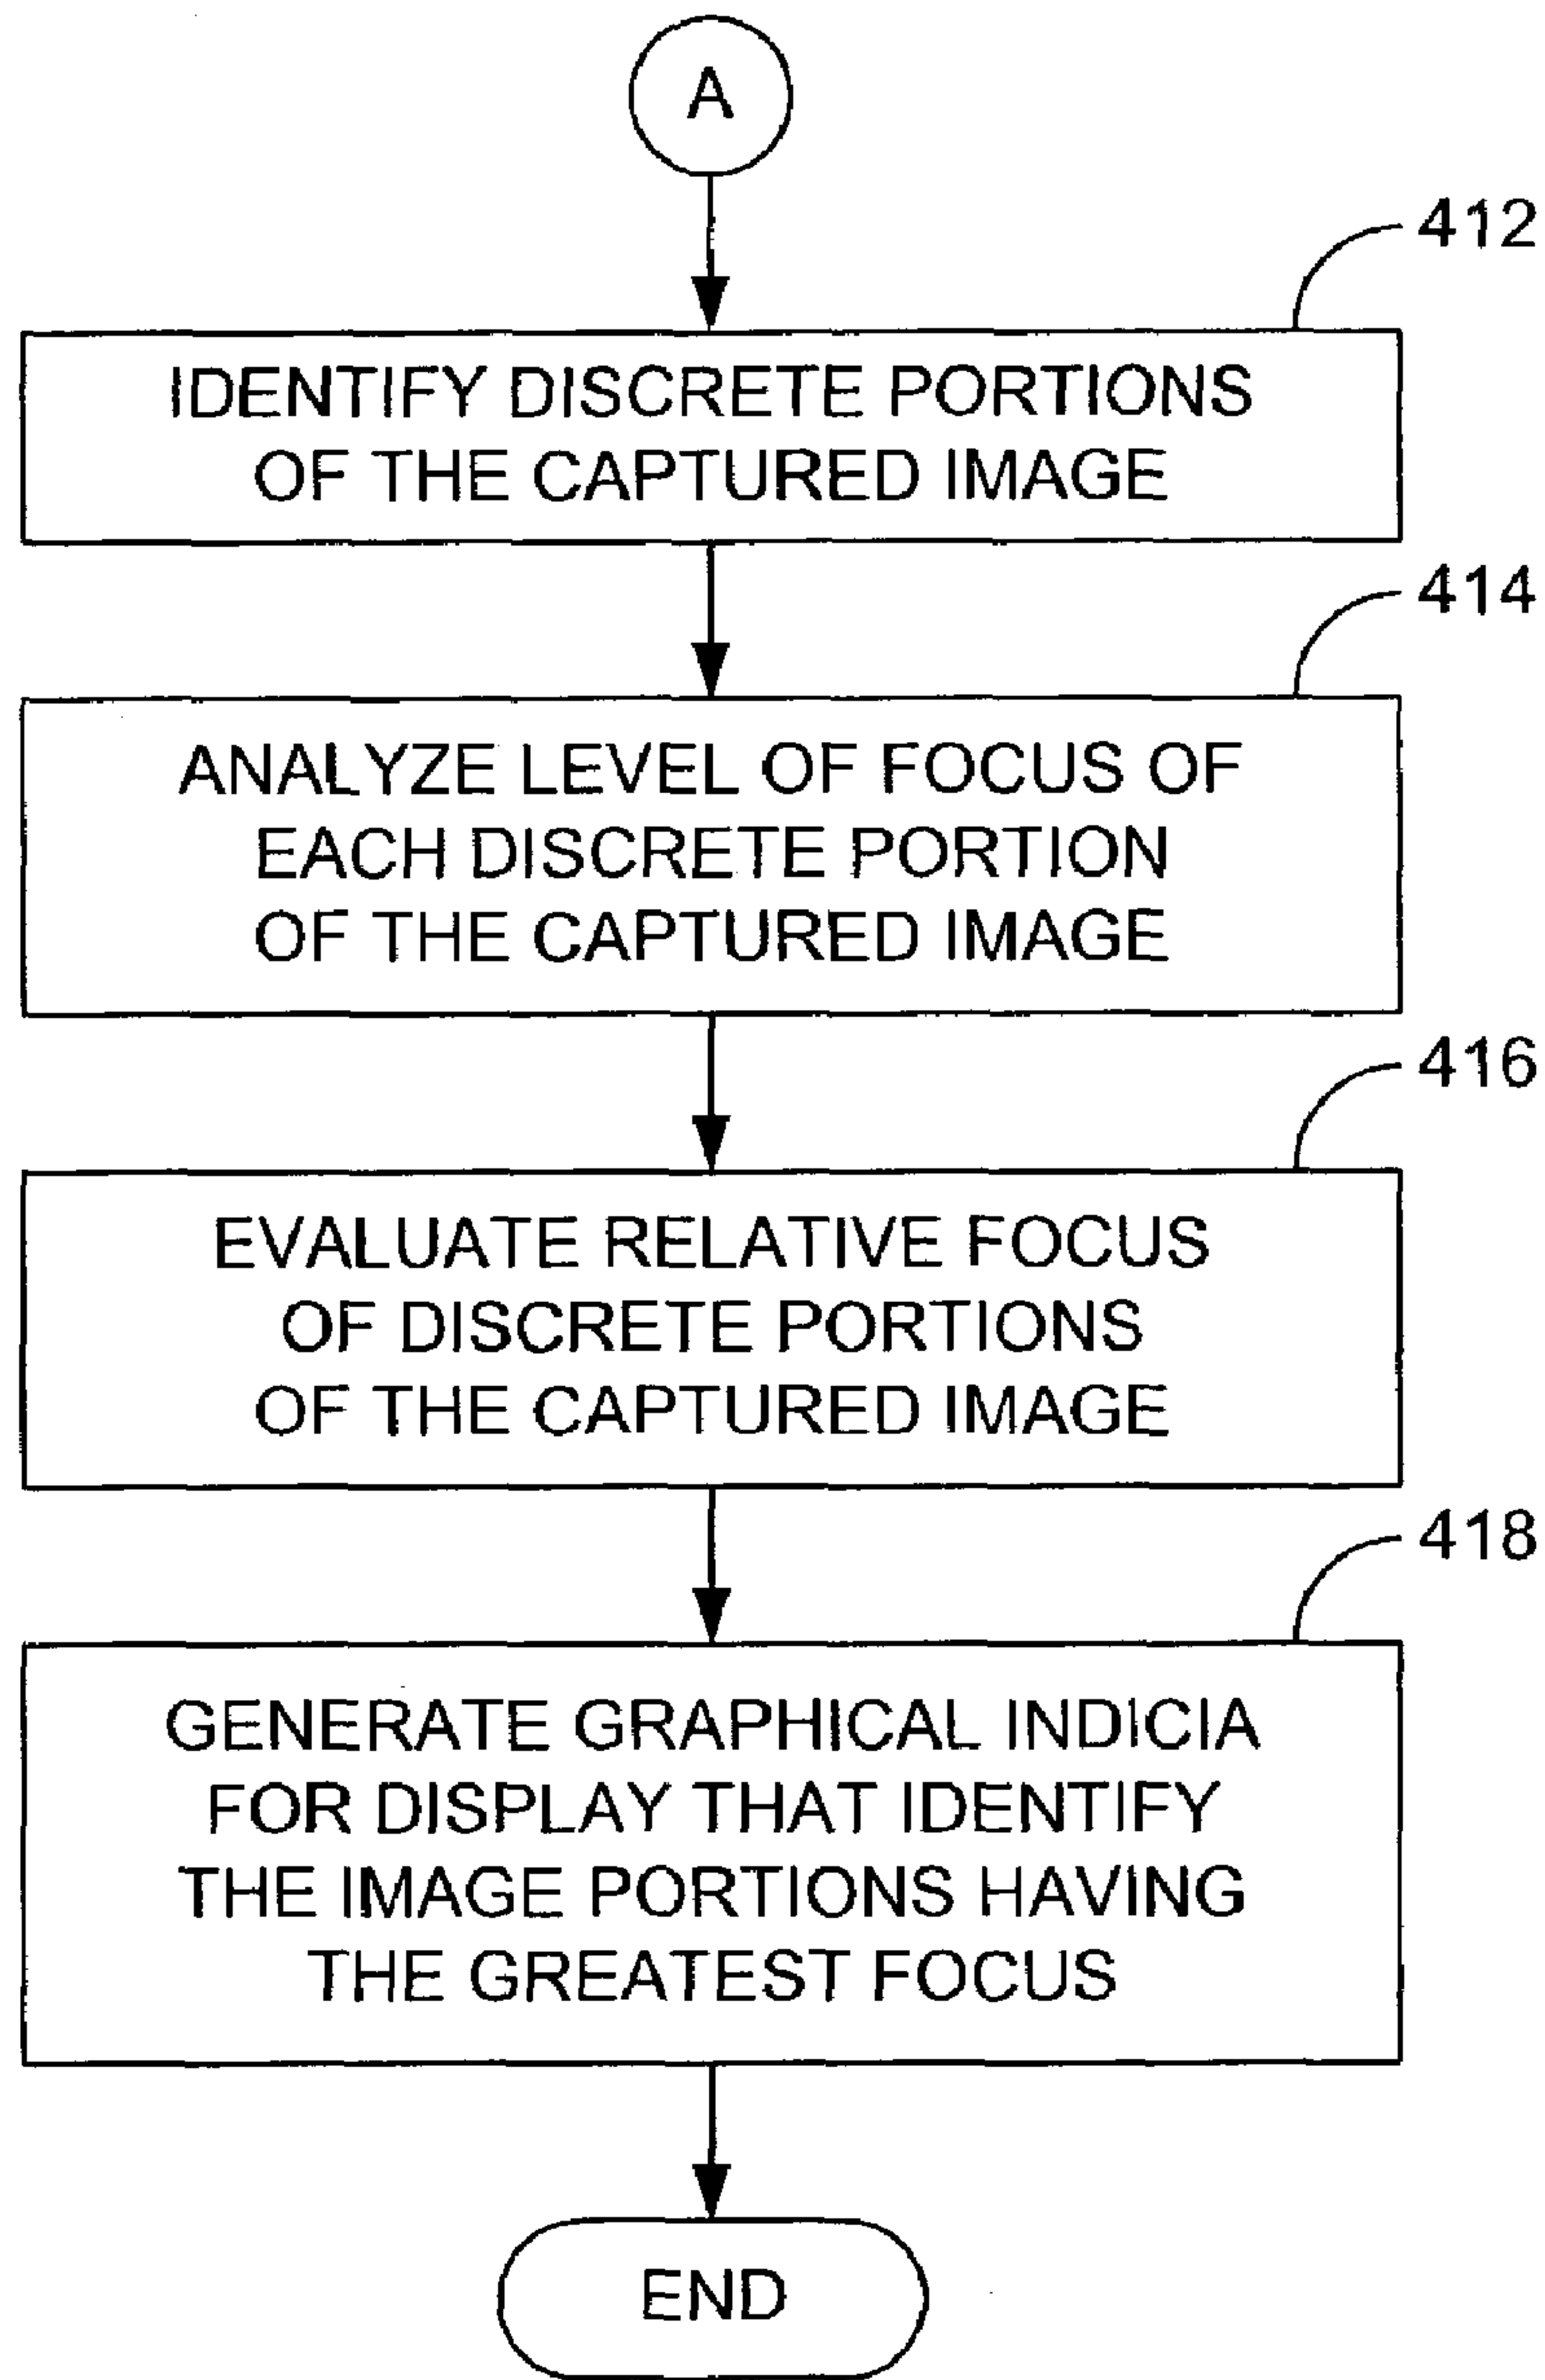 A
412
IDENTIFY DISCRETE PORTIONS
OF THE CAPTURED IMAGE
414
ANALYZE LEVEL OF FOCUS OF
EACH DISCRETE PORTION
OF THE CAPTURED IMAGE
416
EVALUATE RELATIVE FOCUS
OF DISCRETE PORTIONS
OF THE CAPTURED IMAGE
418
GENERATE GRAPHICAL INDICIA
FOR DISPLAY THAT IDENTIFY
THE IMAGE PORTIONS HAVING
THE GREATEST FOCUS
END